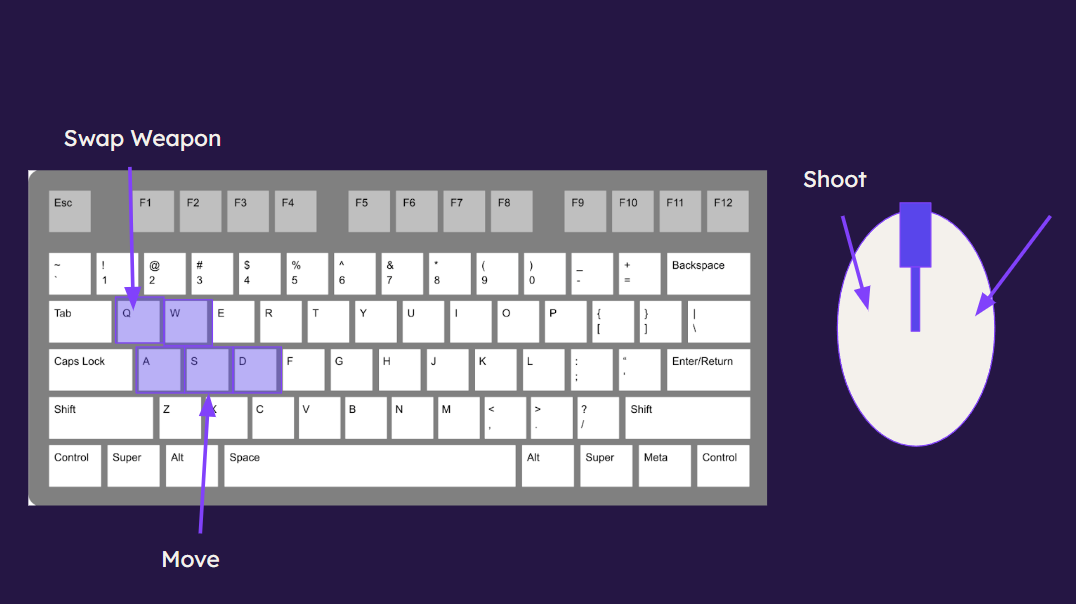 Swap Weapon
Shoot
Esc F1 F2 F3 F4 F5 F6 F7 F8 F9 F10 F11 F12
~ ! @ # $ % ^ & * ( ) _ + Backspace
` 1 2 3 4 5 6 7 8 9 0 - =
Tab Q W E R T Y U I O P { } |
[ ] \
Caps Lock A S D F G H J K L : " Enter/Return
; '
Shift Z X C V B N M < > ? Shift
, . /
Control Super Alt Space Alt Super Meta Control
Move